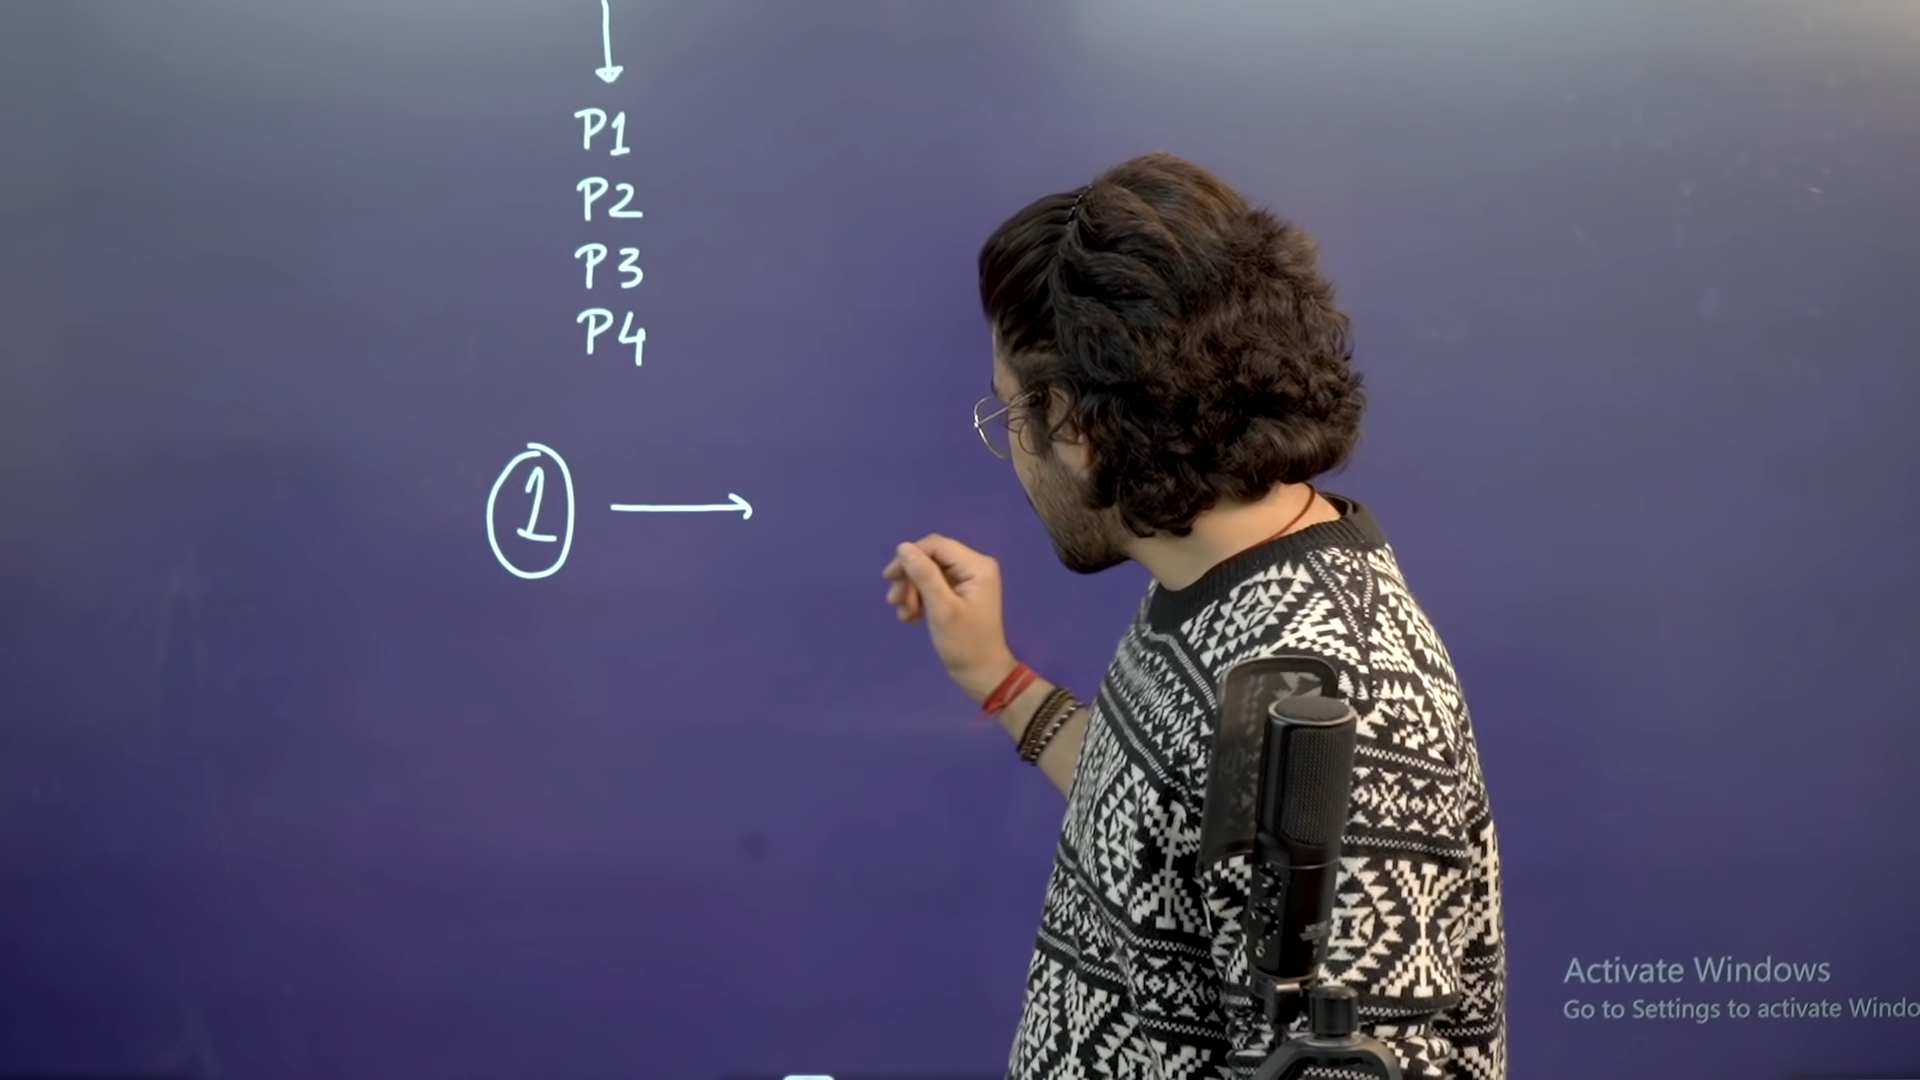 P1
P2
P3
P4
1
Activate Windows
Go to Settings to activate Windo